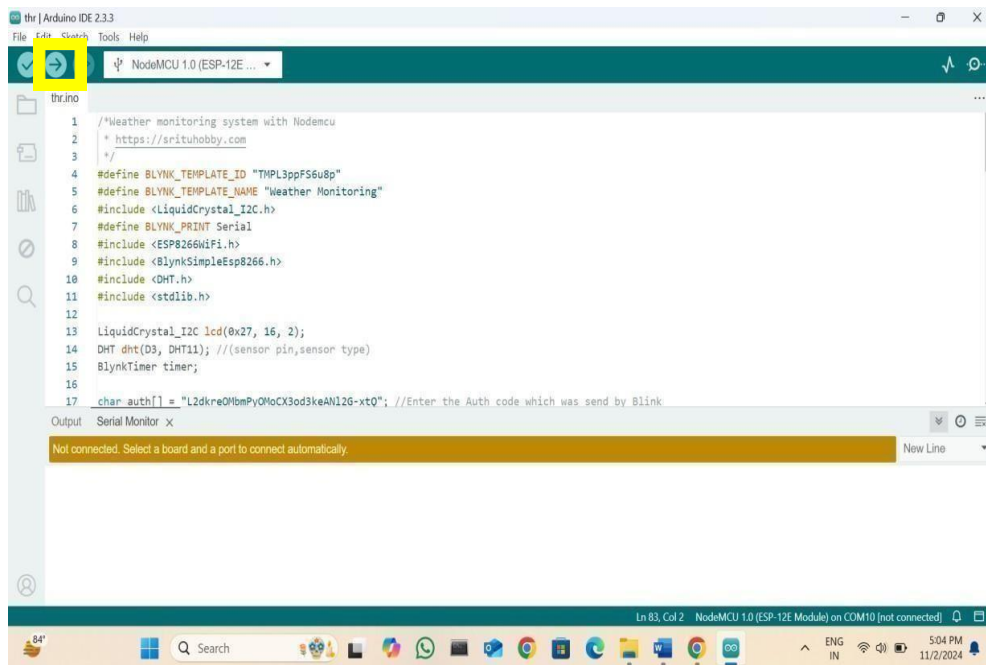 thr | Arduino IDE 2.3.3
File Edit Sketch Tools Help
NodeMCU 1.0 (ESP-12E ...
thr.ino
1 /*Weather monitoring system with Nodemcu
2 * https://srituhobby.com
3 */
4 #define BLYNK_TEMPLATE_ID "TMPL3ppFS6u8p"
5 #define BLYNK_TEMPLATE_NAME "Weather Monitoring"
6 #include <LiquidCrystal_I2C.h>
7 #define BLYNK_PRINT Serial
8 #include <ESP8266WiFi.h>
9 #include <BlynkSimpleEsp8266.h>
10 #include <DHT.h>
11 #include <stdlib.h>
12
13 LiquidCrystal_I2C lcd(0x27, 16, 2);
14 DHT dht(D3, DHT11); //(sensor pin,sensor type)
15 BlynkTimer timer;
16
17 char auth[] = "L2dkreOMbmPyOMoCX3od3keANl2G-xtQ"; //Enter the Auth code which was send by Blink
Output Serial Monitor x
Not connected. Select a board and a port to connect automatically.
New Line
Ln 83, Col 2 NodeMCU 1.0 (ESP-12E Module) on COM10 [not connected]
84°
Search
ENG
IN
5:04 PM
11/2/2024